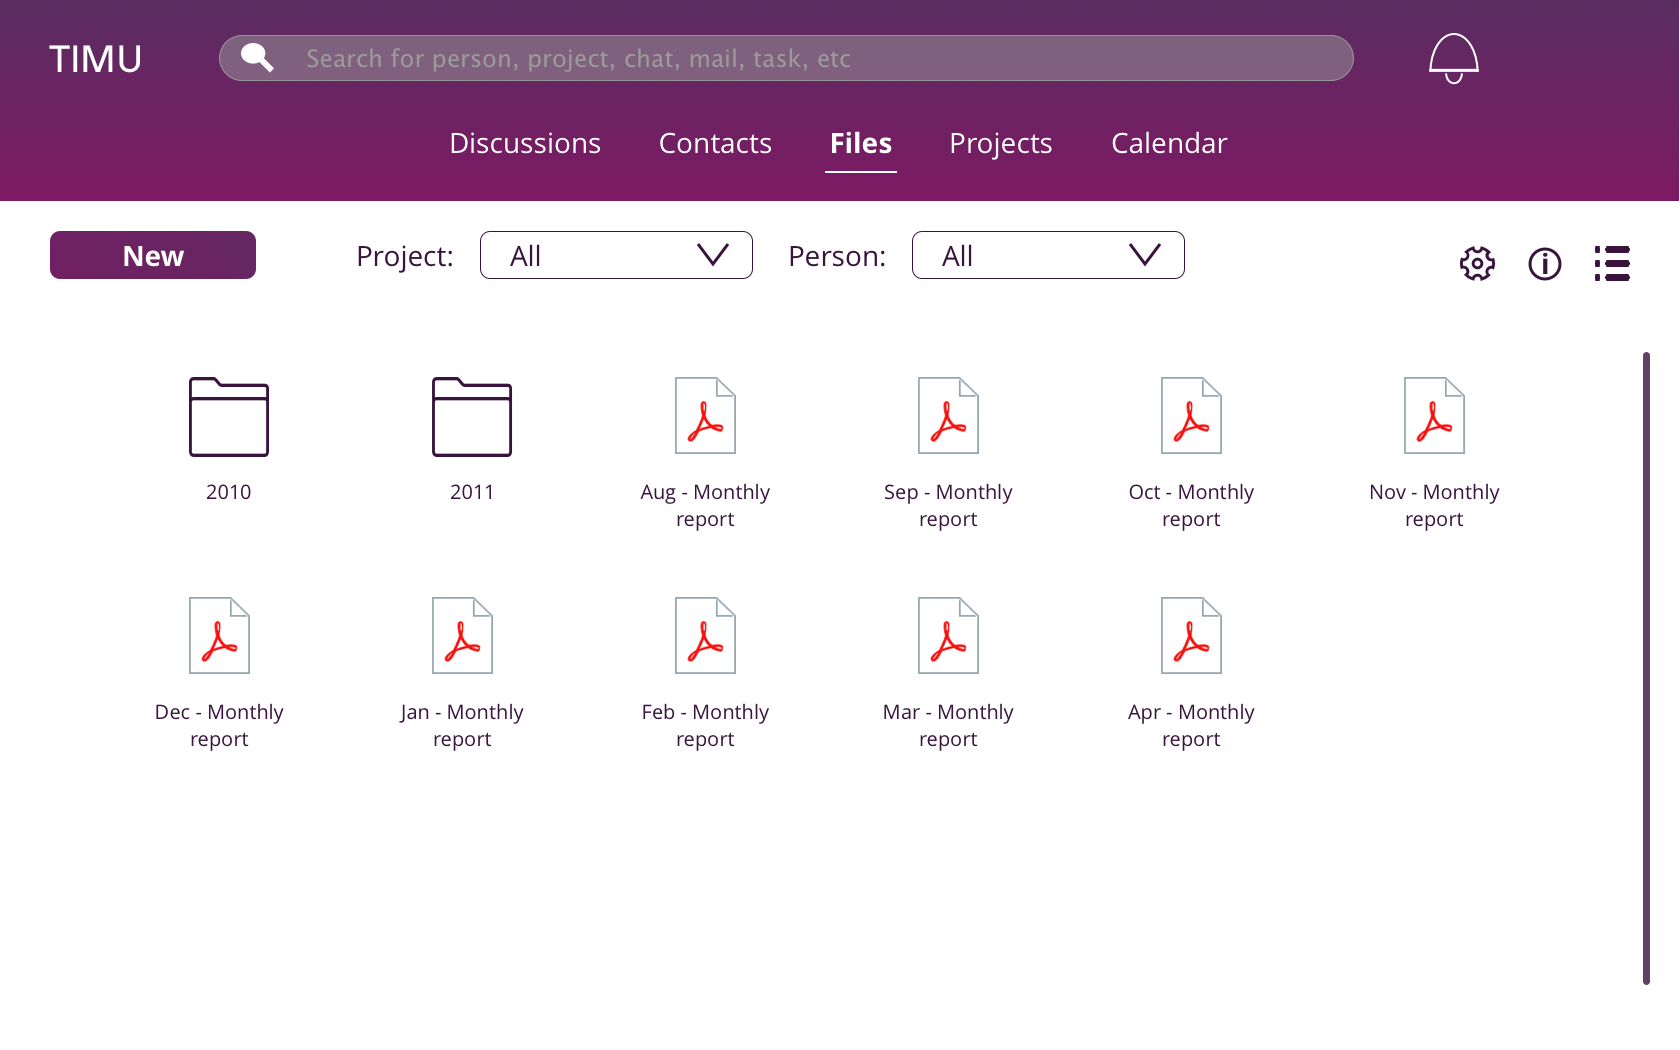 TIMU
Search for person, project, chat, mail, task, etc
Discussions Contacts Files Projects Calendar
New Project: All Person: All
2010 2011 Aug - Monthly Sep - Monthly Oct - Monthly Nov - Monthly
report report report report
Dec - Monthly Jan - Monthly Feb - Monthly Mar - Monthly Apr - Monthly
report report report report report